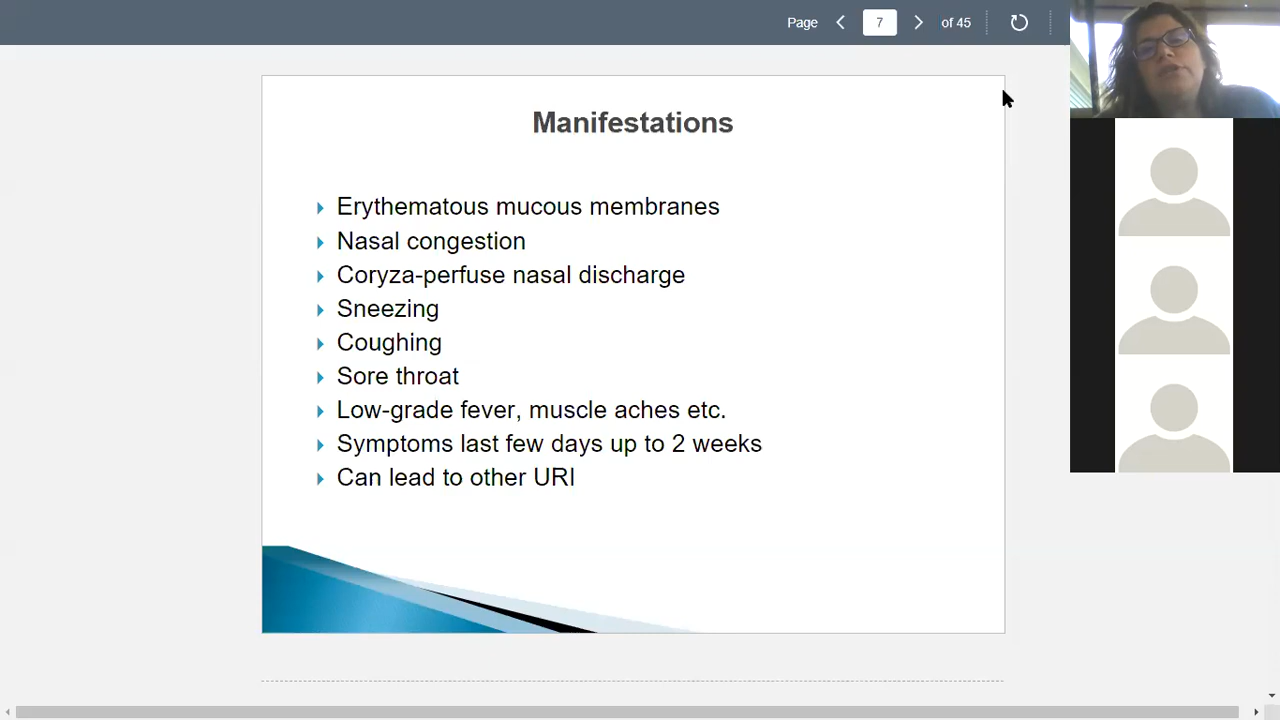 Page 7 of 45
Manifestations
Erythematous mucous membranes
Nasal congestion
Coryza-perfuse nasal discharge
Sneezing
Coughing
Sore throat
Low-grade fever, muscle aches etc.
Symptoms last few days up to 2 weeks
Can lead to other URI